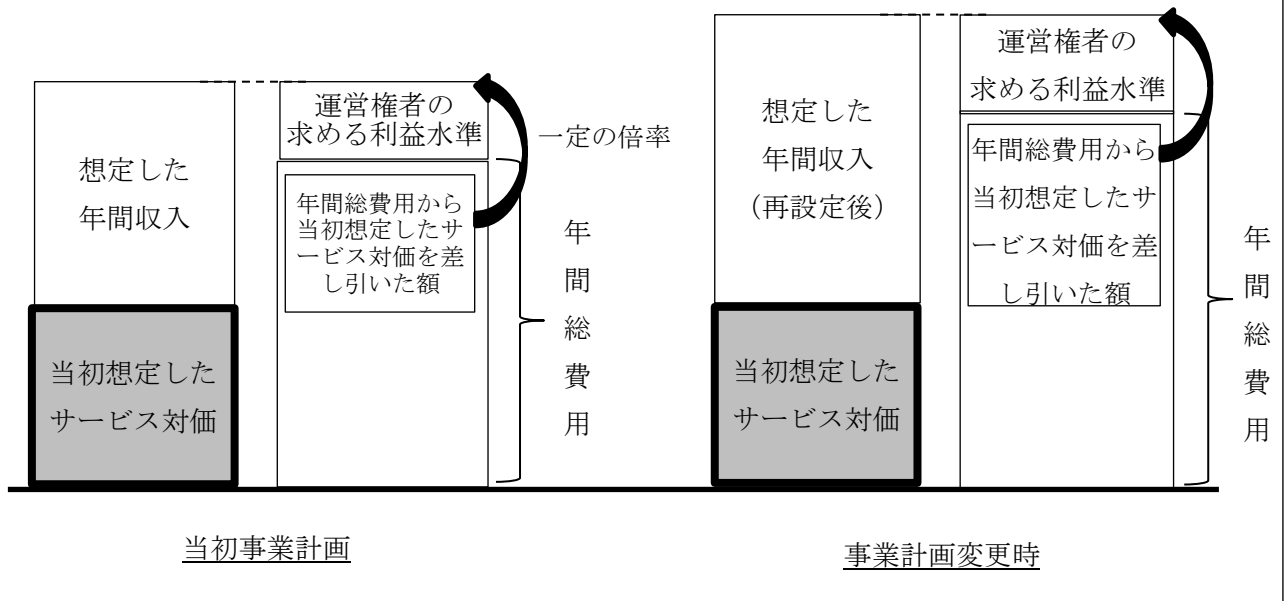 想定した
年間収入
当初想定した
サービス対価
運営権者の
求める利益水準
一定の倍率
年間総費用から
当初想定したサ
ービス対価を差
し引いた額
年
間
総
費
用
当初事業計画
想定した
年間収入
（再設定後）
当初想定した
サービス対価
運営権者の
求める利益水準
年間総費用から
当初想定したサ
ービス対価を差
し引いた額
年
間
総
費
用
事業計画変更時